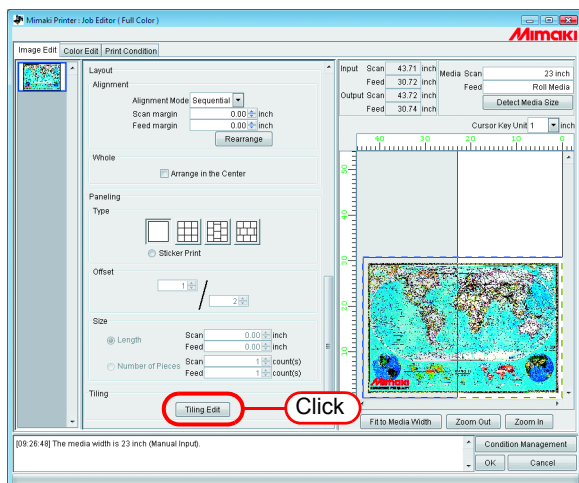 Mimaki Printer : Job Editor ( Full Color )
Mimaki
Image Edit Color Edit Print Condition
Layout
Alignment
Alignment Mode Sequential
Scan margin 0.00 inch
Feed margin 0.00 inch
Rearrange
Whole
Arrange in the Center
Paneling
Type
Sticker Print
Offset
1 / 2
Size
Length Scan 0.00 inch
Feed 0.00 inch
Number of Pieces Scan 1 count(s)
Feed 1 count(s)
Tiling
Tiling Edit
Click
Input Scan 43.71 inch
Feed 30.72 inch
Output Scan 43.72 inch
Feed 30.74 inch
Media Scan 23 inch
Feed Roll Media
Detect Media Size
Cursor Key Unit 1 inch
40 30 20 10 0
50
40
30
20
10
Mimaki
Fit to Media Width Zoom Out Zoom In
[09:26:48] The media width is 23 inch (Manual Input).
Condition Management
OK Cancel